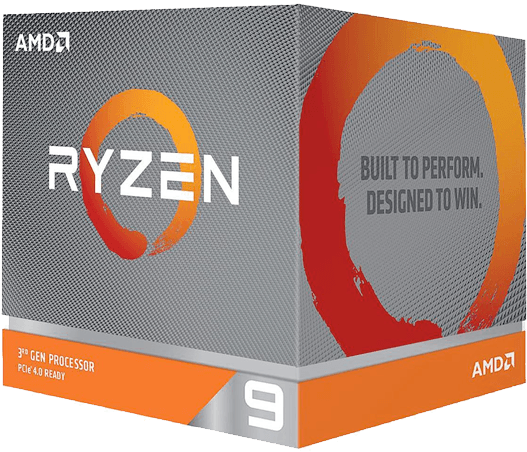 AMD
RYZEN
BUILT TO PERFORM.
DESIGNED TO WIN.
3RD GEN PROCESSOR
PCIe® 4.0 READY
9
AMD